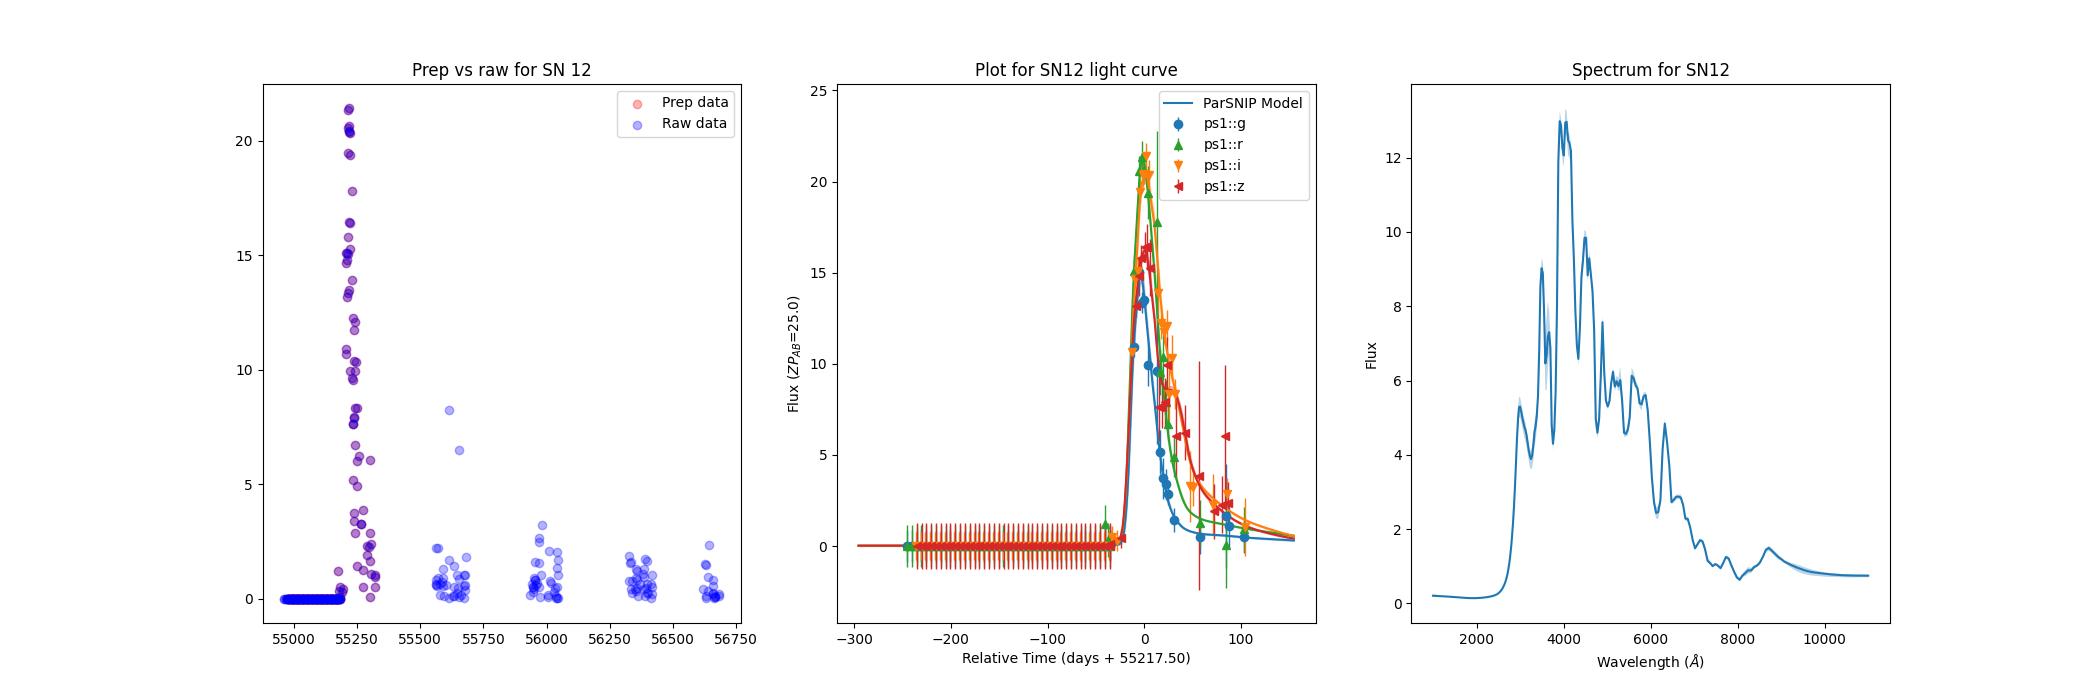 Prep vs raw for SN 12
Prep data
Raw data
20
15
10
5
0
55000
55250
55500
55750
56000
56250
56500
56750
Plot for SN12 light curve
ParSNIP Model
ps1::g
ps1::r
ps1::i
ps1::z
Flux (ZP_AB=25.0)
25
20
15
10
5
0
−300
−200
−100
0
100
Relative Time (days + 55217.50)
Spectrum for SN12
Flux
12
10
8
6
4
2
0
2000
4000
6000
8000
10000
Wavelength (Å)